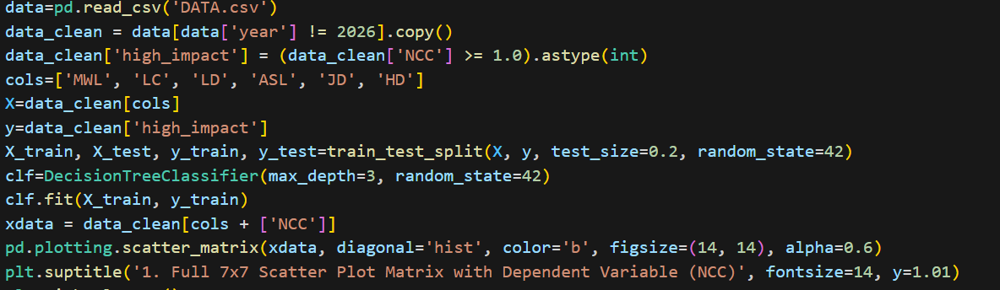 data=pd.read_csv('DATA.csv')
data_clean = data[data['year'] != 2026].copy()
data_clean['high_impact'] = (data_clean['NCC'] >= 1.0).astype(int)
cols=['MWL', 'LC', 'LD', 'ASL', 'JD', 'HD']
X=data_clean[cols]
y=data_clean['high_impact']
X_train, X_test, y_train, y_test=train_test_split(X, y, test_size=0.2, random_state=42)
clf=DecisionTreeClassifier(max_depth=3, random_state=42)
clf.fit(X_train, y_train)
xdata = data_clean[cols + ['NCC']]
pd.plotting.scatter_matrix(xdata, diagonal='hist', color='b', figsize=(14, 14), alpha=0.6)
plt.suptitle('1. Full 7x7 Scatter Plot Matrix with Dependent Variable (NCC)', fontsize=14, y=1.01)